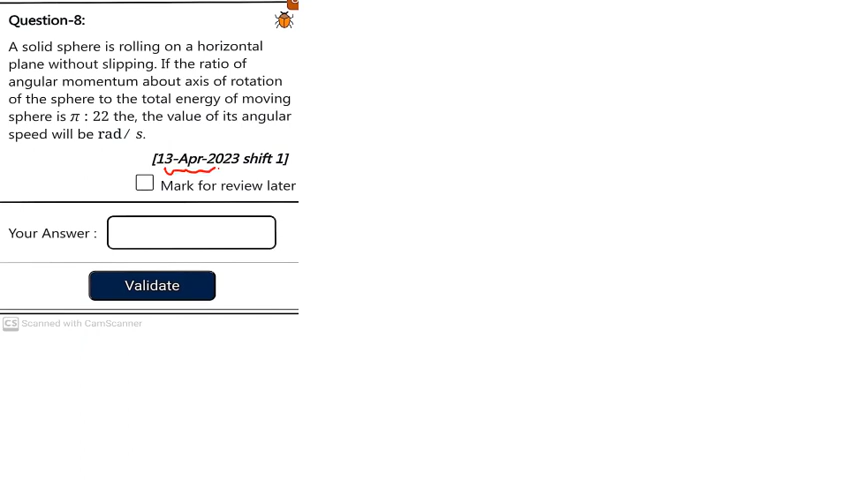 Question-8:
A solid sphere is rolling on a horizontal
plane without slipping. If the ratio of
angular momentum about axis of rotation
of the sphere to the total energy of moving
sphere is π : 22 the, the value of its angular
speed will be rad/ s.
[13-Apr-2023 shift 1]
Mark for review later
Your Answer :
Validate
CS Scanned with CamScanner